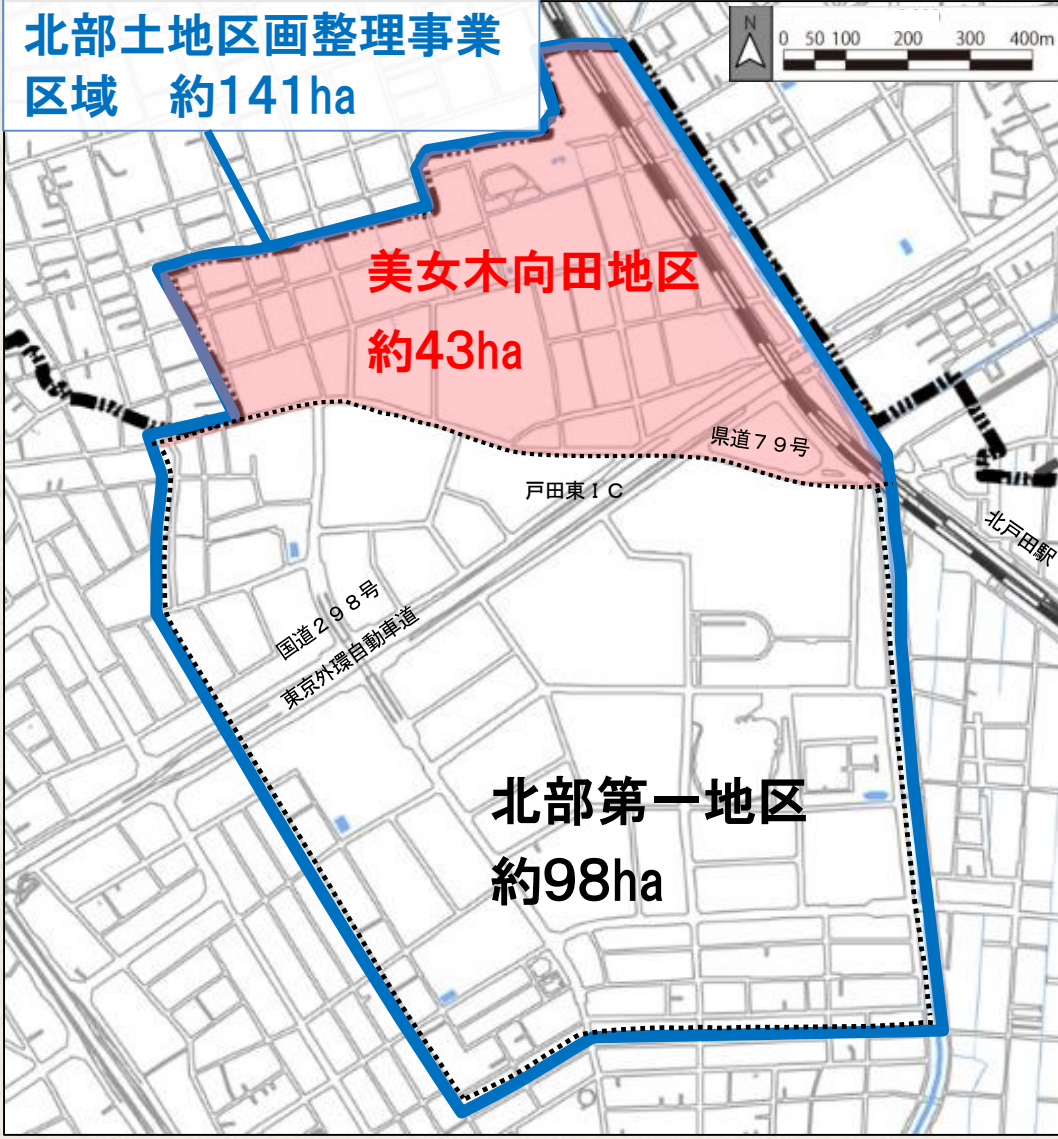 北部土地区画整理事業
区域　約141ha
N
0 50 100 200 300 400m
美女木向田地区
約43ha
県道７９号
戸田東ＩＣ
北戸田駅
国道２９８号
東京外環自動車道
北部第一地区
約98ha